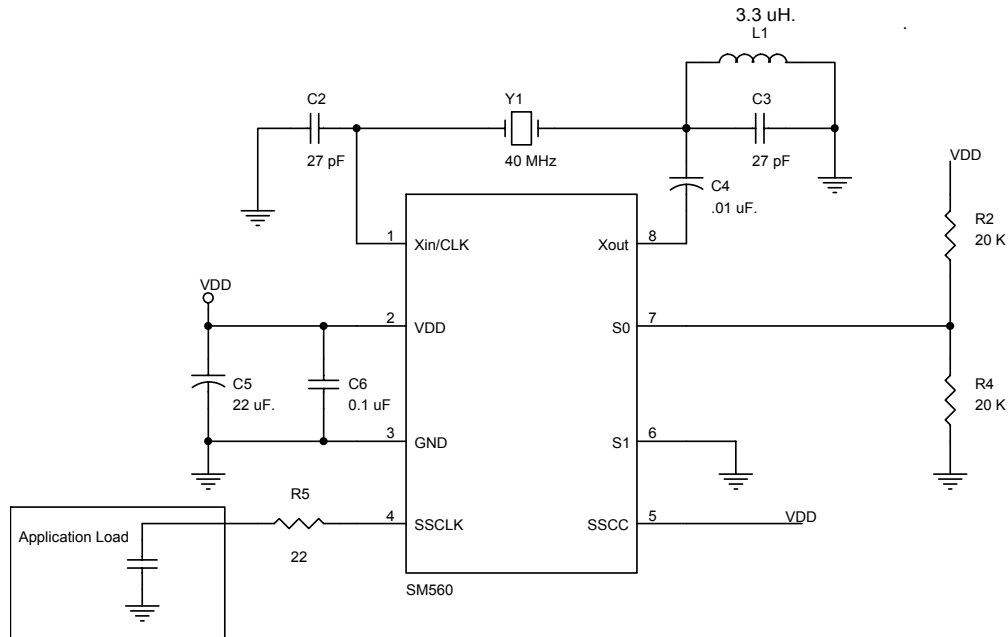 3.3 uH.
L1
C2
Y1
C3
27 pF
40 MHz
27 pF
VDD
C4
.01 uF.
R2
20 K
1
Xin/CLK
Xout
8
VDD
2
VDD
S0
7
C5
22 uF.
C6
0.1 uF
R4
20 K
3
GND
S1
6
R5
22
4
SSCLK
SSCC
5
VDD
Application Load
SM560